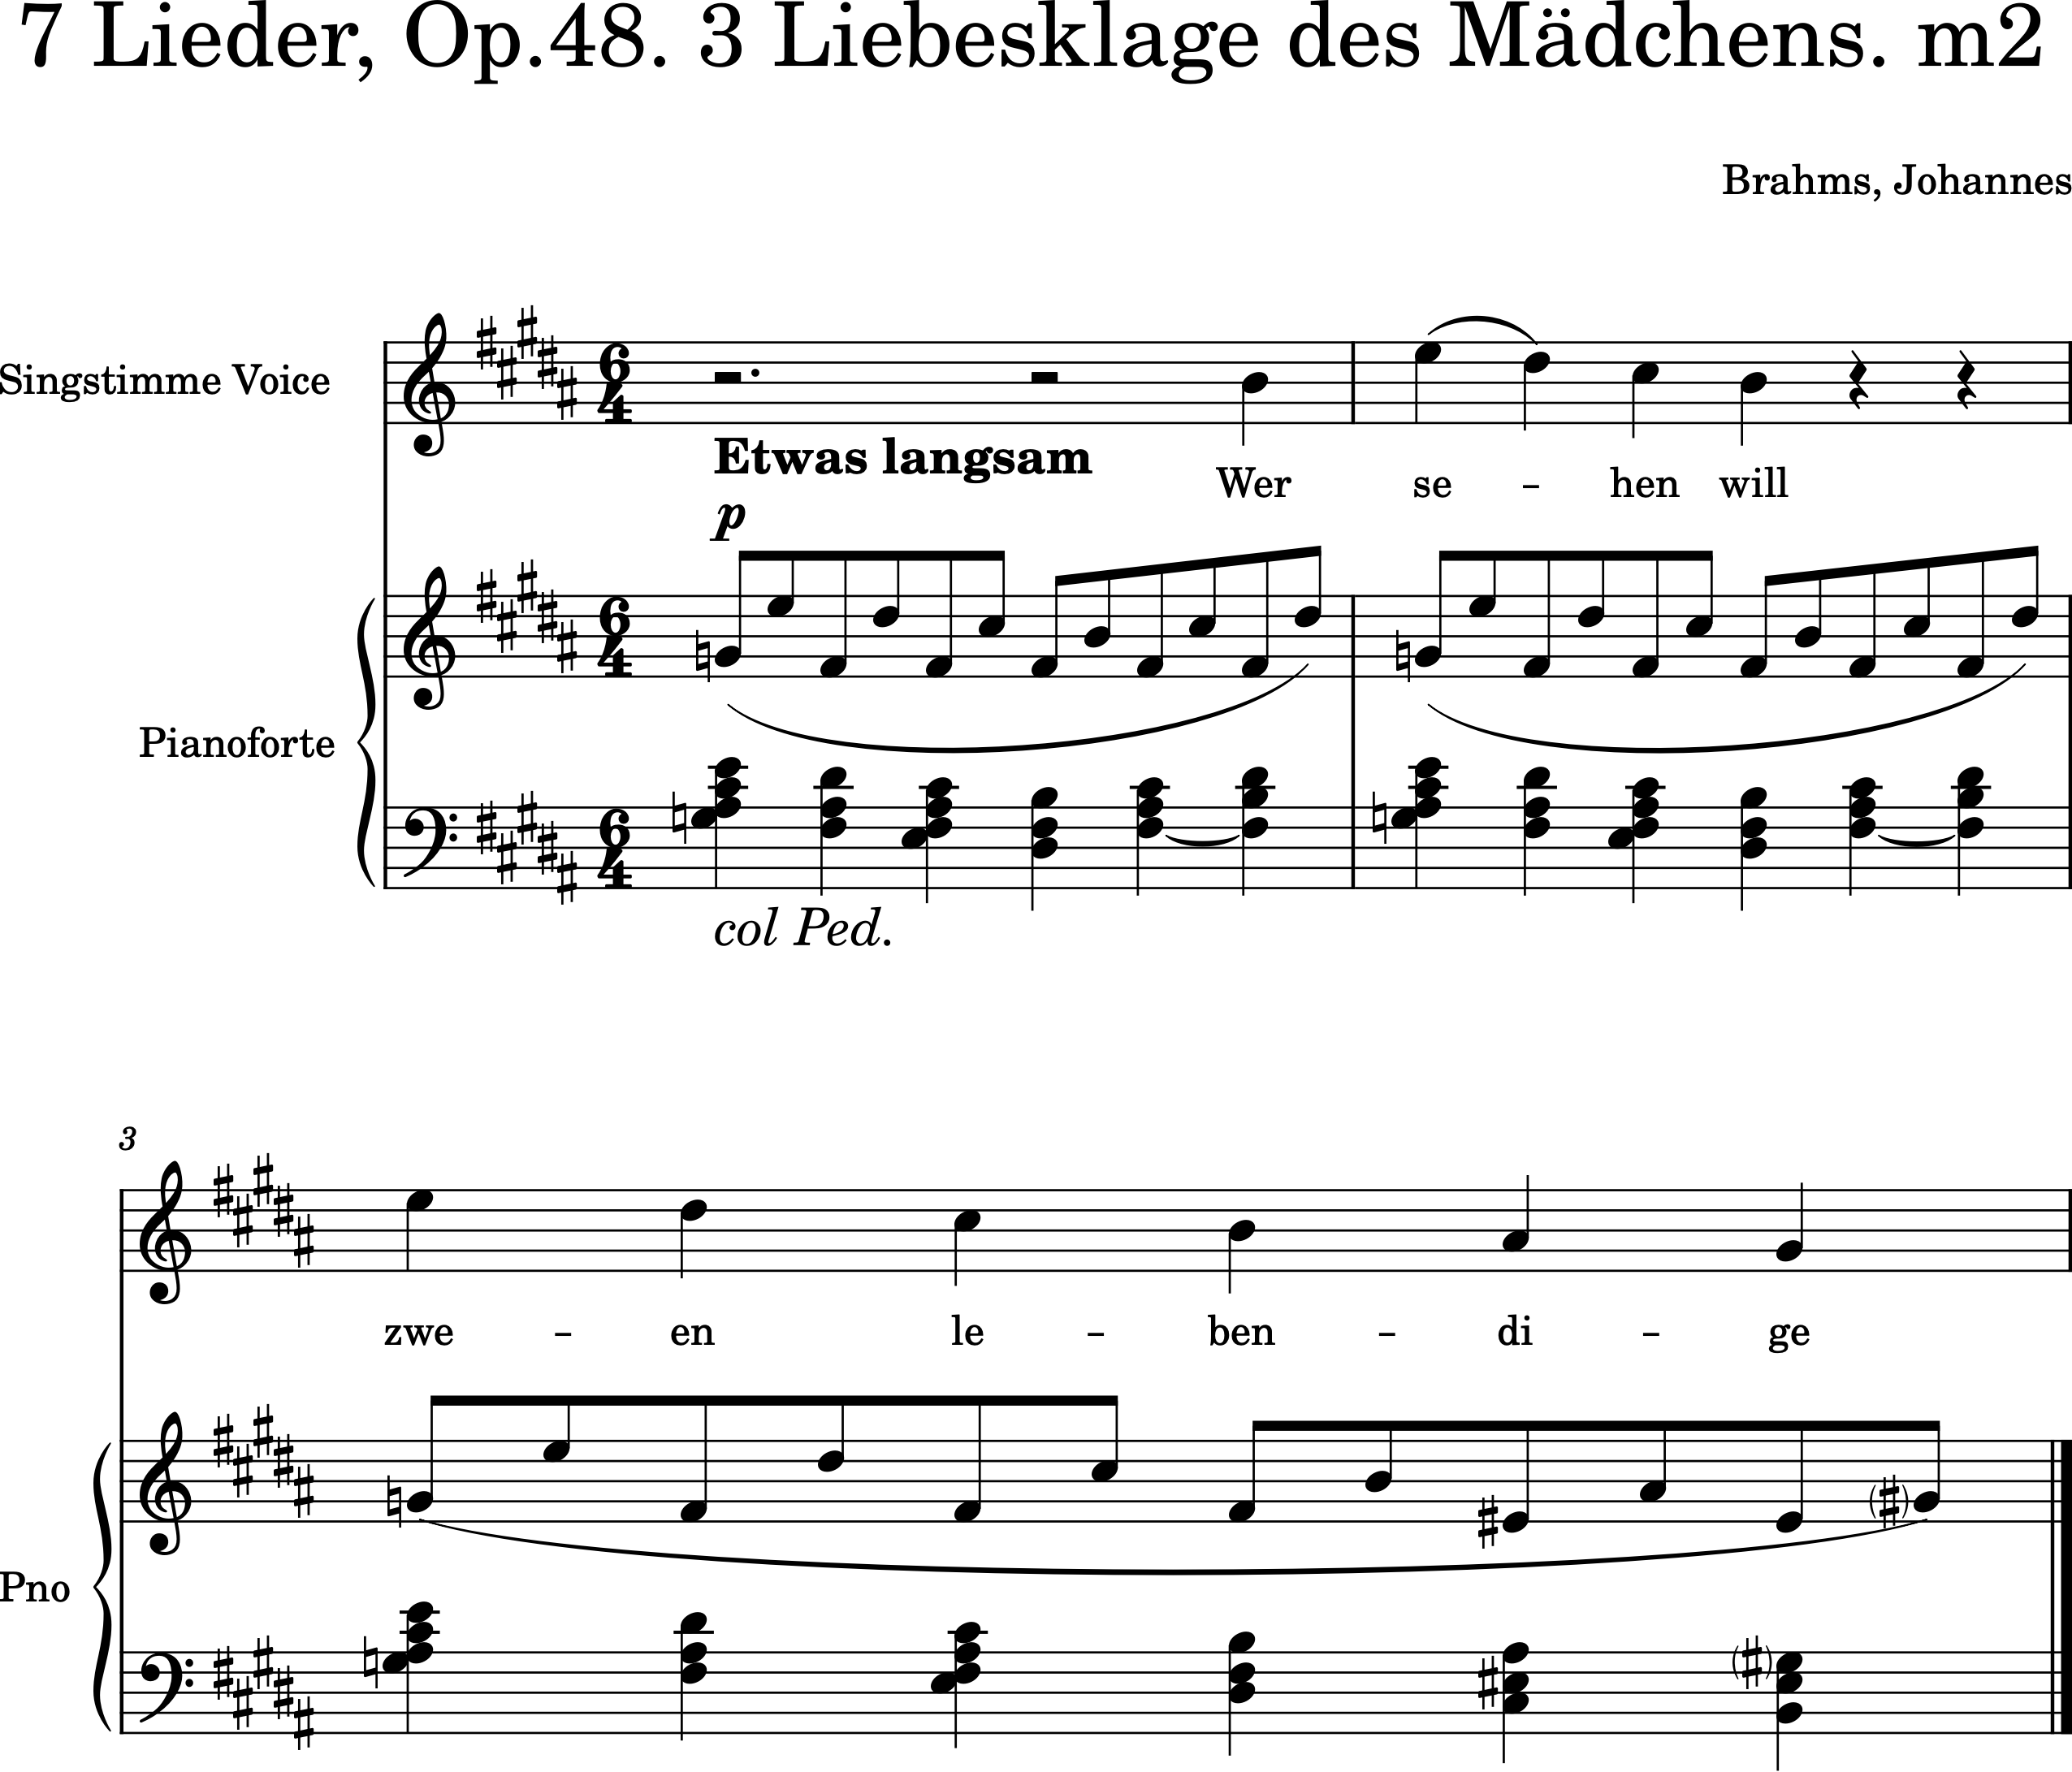 7 Lieder, Op.48. 3 Liebesklage des Mädchens. m2
Brahms, Johannes
Singstimme Voice
Etwas langsam
Wer se – hen will
p
Pianoforte
col Ped.
3
zwe – en le – ben – di – ge
Pno